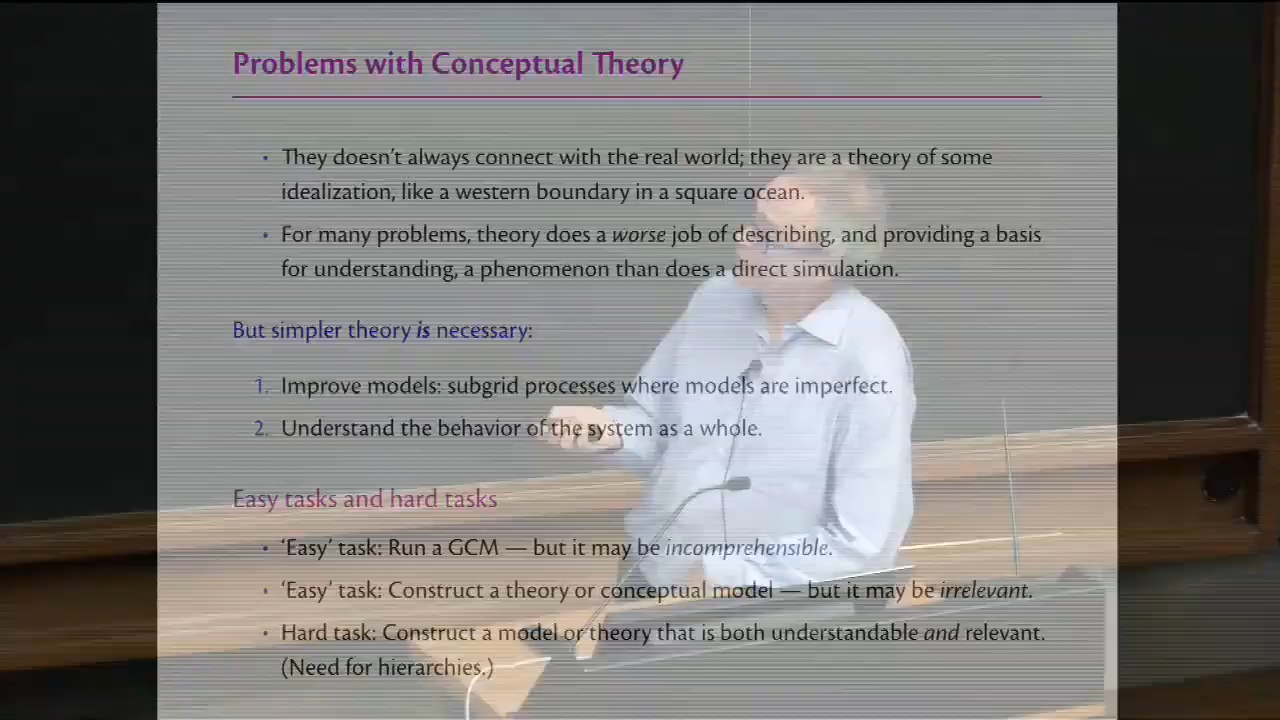 Problems with Conceptual Theory
• They doesn't always connect with the real world; they are a theory of some
idealization, like a western boundary in a square ocean.
• For many problems, theory does a worse job of describing, and providing a basis
for understanding, a phenomenon than does a direct simulation.
But simpler theory is necessary:
1. Improve models: subgrid processes where models are imperfect.
2. Understand the behavior of the system as a whole.
Easy tasks and hard tasks
• ‘Easy’ task: Run a GCM — but it may be incomprehensible.
• ‘Easy’ task: Construct a theory or conceptual model — but it may be irrelevant.
• Hard task: Construct a model or theory that is both understandable and relevant.
(Need for hierarchies.)